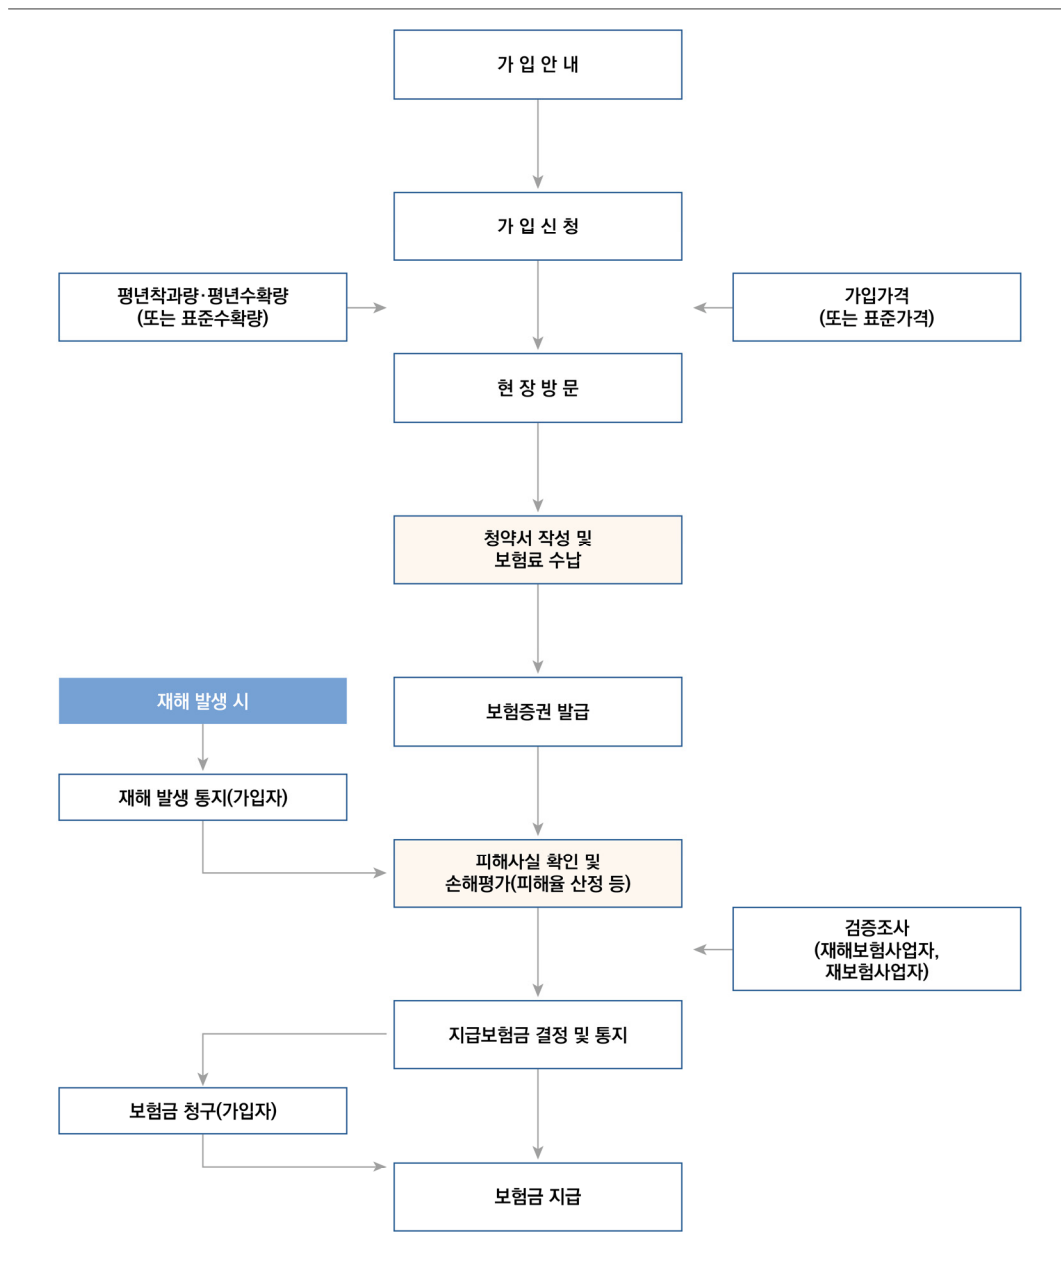 가 입 안 내
가 입 신 청
평년착과량·평년수확량
(또는 표준수확량)
가입가격
(또는 표준가격)
현 장 방 문
청약서 작성 및
보험료 수납
재해 발생 시
보험증권 발급
재해 발생 통지(가입자)
피해사실 확인 및
손해평가(피해율 산정 등)
검증조사
(재해보험사업자,
재보험사업자)
지급보험금 결정 및 통지
보험금 청구(가입자)
보험금 지급